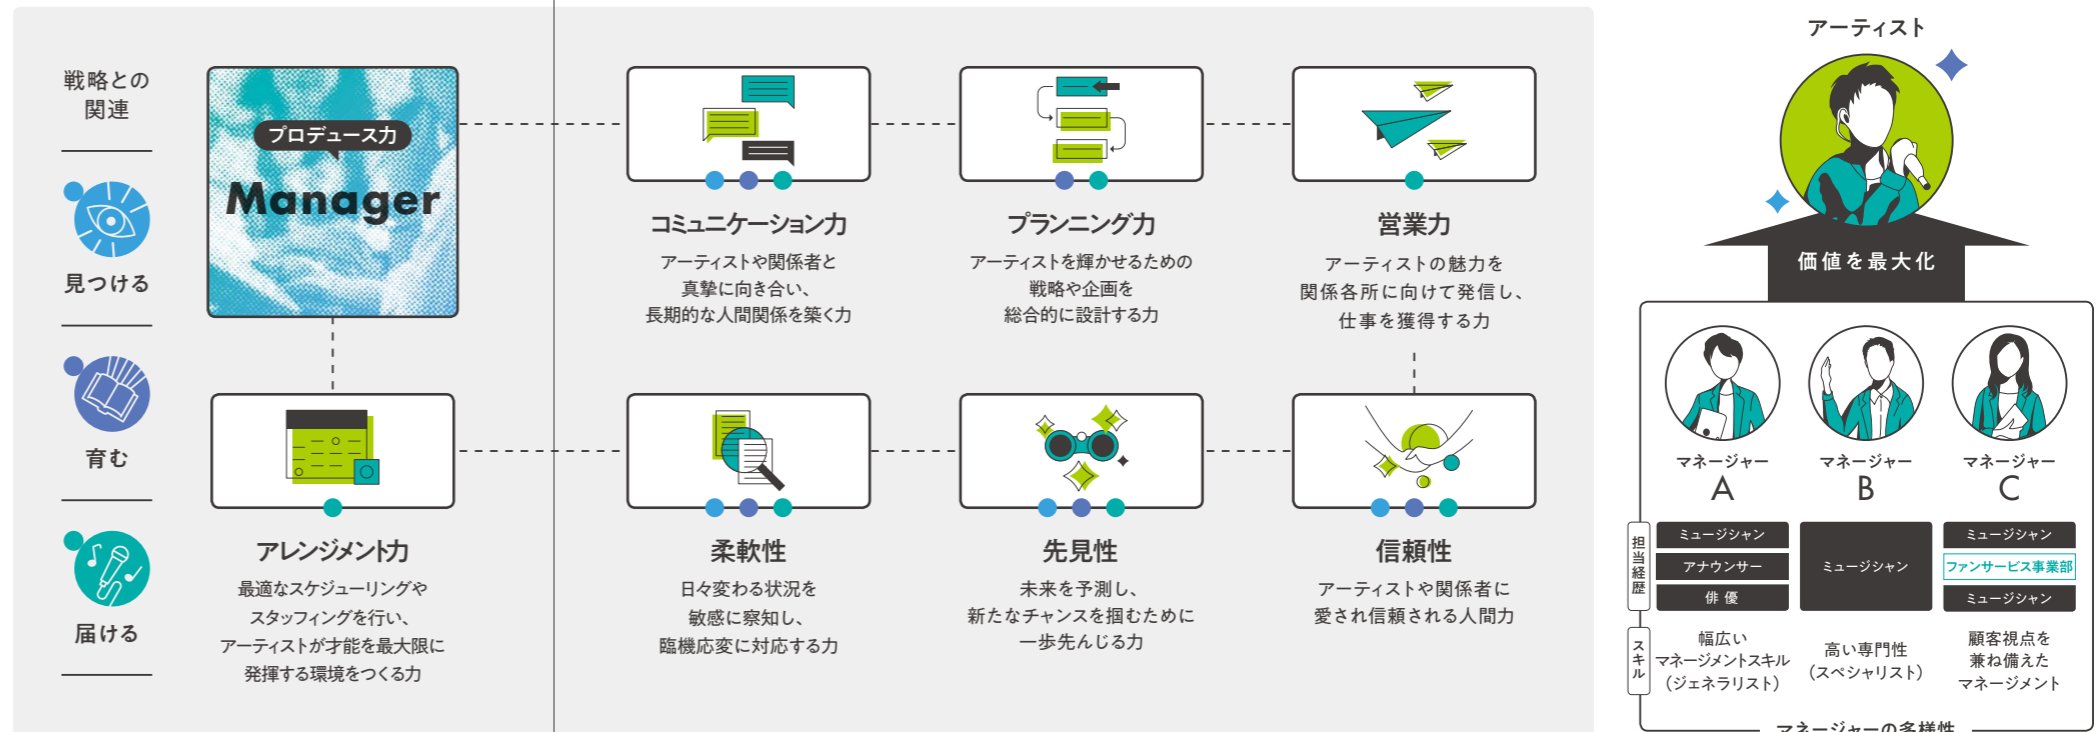 戦略との
関連
見つける
育む
届ける
プロデュース力
Manager
コミュニケーション力
アーティストや関係者と
真摯に向き合い、
長期的な人間関係を築く力
プランニング力
アーティストを輝かせるための
戦略や企画を
総合的に設計する力
営業力
アーティストの魅力を
関係各所に向けて発信し、
仕事を獲得する力
アレンジメント力
最適なスケジューリングや
スタッフィングを行い、
アーティストが才能を最大限に
発揮する環境をつくる力
柔軟性
日々変わる状況を
敏感に察知し、
臨機応変に対応する力
先見性
未来を予測し、
新たなチャンスを掴むために
一歩先んじる力
信頼性
アーティストや関係者に
愛され信頼される人間力
アーティスト
価値を最大化
マネージャー
A
マネージャー
B
マネージャー
C
担当経歴
ミュージシャン
アナウンサー
俳優
ミュージシャン
ミュージシャン
ファンサービス事業部
ミュージシャン
スキル
幅広い
マネージメントスキル
（ジェネラリスト）
高い専門性
（スペシャリスト）
顧客視点を
兼ね備えた
マネージメント
マネージャーの多様性